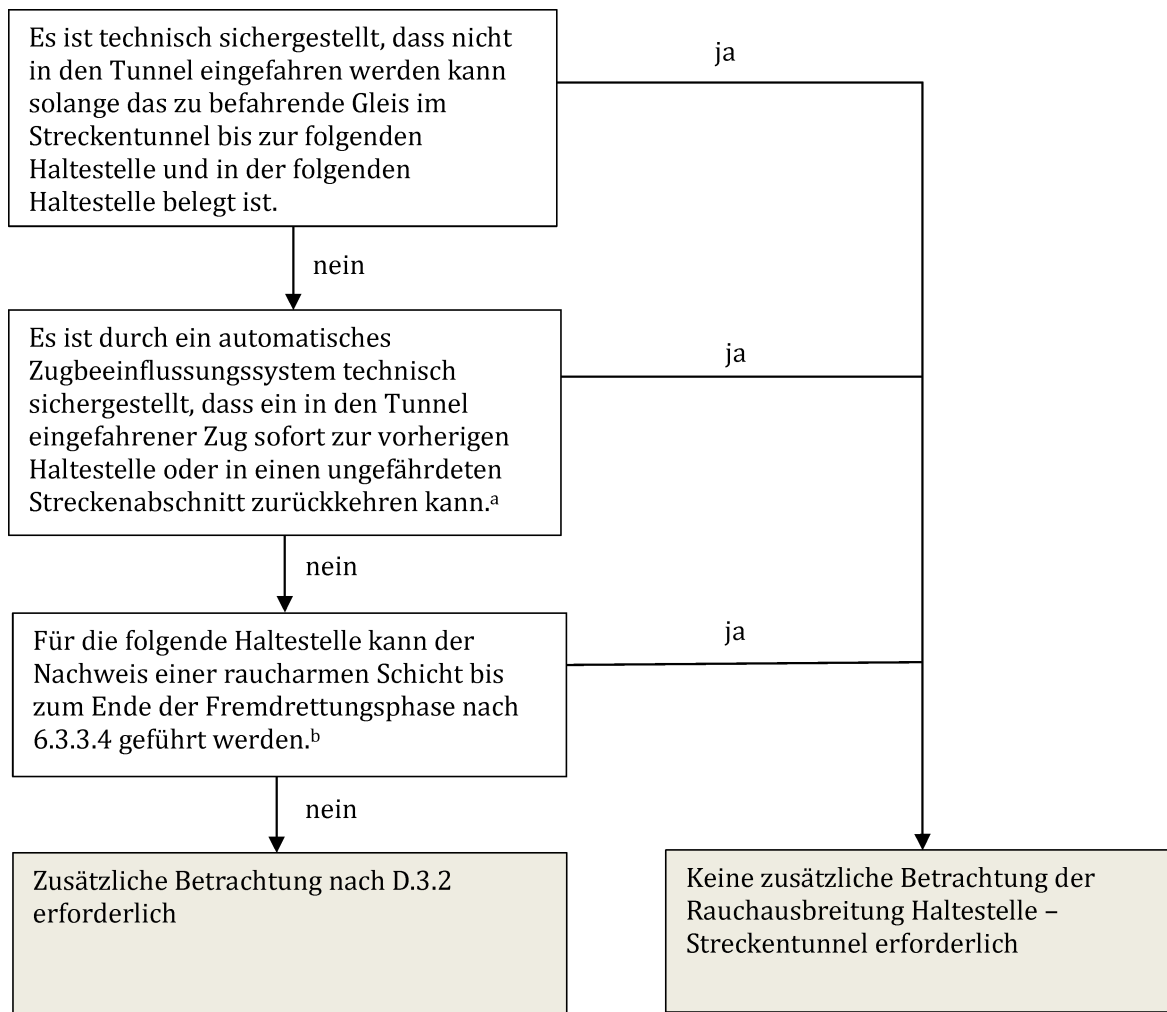 Es ist technisch sichergestellt, dass nicht
in den Tunnel eingefahren werden kann
solange das zu befahrende Gleis im
Streckentunnel bis zur folgenden
Haltestelle und in der folgenden
Haltestelle belegt ist.
ja
nein
Es ist durch ein automatisches
Zugbeeinflussungssystem technisch
sichergestellt, dass ein in den Tunnel
eingefahrener Zug sofort zur vorherigen
Haltestelle oder in einen ungefährdeten
Streckenabschnitt zurückkehren kann.ᵃ
ja
nein
Für die folgende Haltestelle kann der
Nachweis einer raucharmen Schicht bis
zum Ende der Fremdrettungsphase nach
6.3.3.4 geführt werden.ᵇ
ja
nein
Zusätzliche Betrachtung nach D.3.2
erforderlich
Keine zusätzliche Betrachtung der
Rauchausbreitung Haltestelle –
Streckentunnel erforderlich